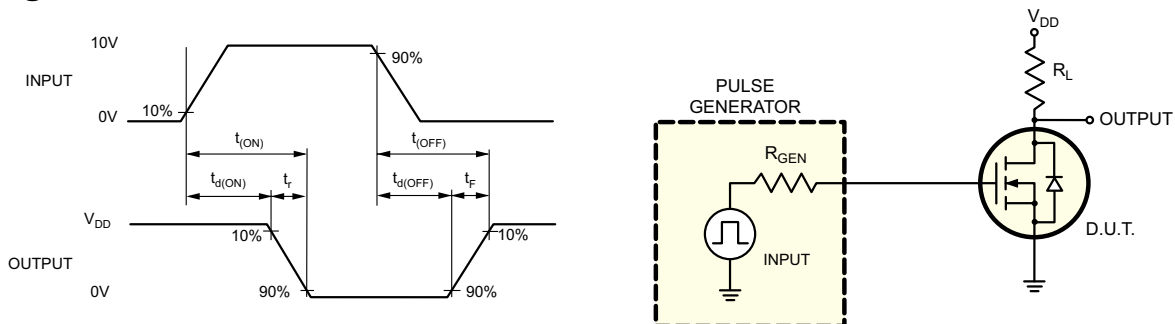 10V
90%
INPUT
10%
0V
t(ON)
t(OFF)
td(ON)
tr
td(OFF)
tF
VDD
10%
10%
OUTPUT
0V
90%
90%
VDD
RL
PULSE
GENERATOR
OUTPUT
RGEN
D.U.T.
INPUT